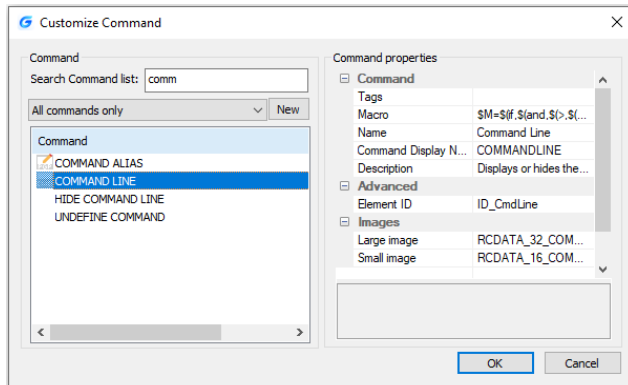 Customize Command
Command
Search Command list: comm
All commands only New
Command
COMMAND ALIAS
COMMAND LINE
HIDE COMMAND LINE
UNDEFINE COMMAND
Command properties
Command
Tags
Macro $M=$(if,$(and,$(>,$(...
Name Command Line
Command Display N... COMMANDLINE
Description Displays or hides the...
Advanced
Element ID ID_CmdLine
Images
Large image RCDATA_32_COM...
Small image RCDATA_16_COM...
OK Cancel